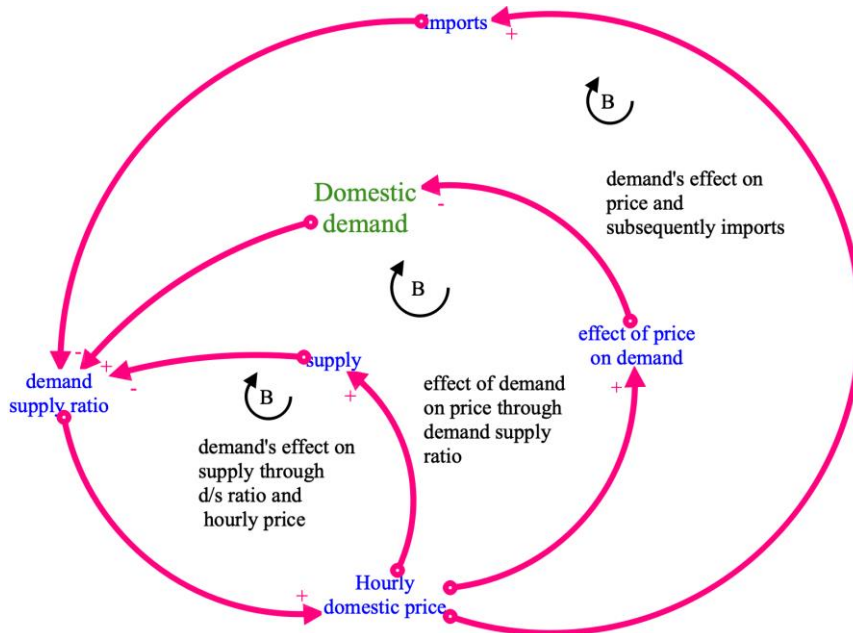 imports
+
B
demand's effect on
price and
subsequently imports
Domestic
demand
-
B
effect of price
on demand
+
-
+
-
demand
supply ratio
supply
+
B
effect of demand
on price through
demand supply
ratio
demand's effect on
supply through
d/s ratio and
hourly price
+
Hourly
domestic price